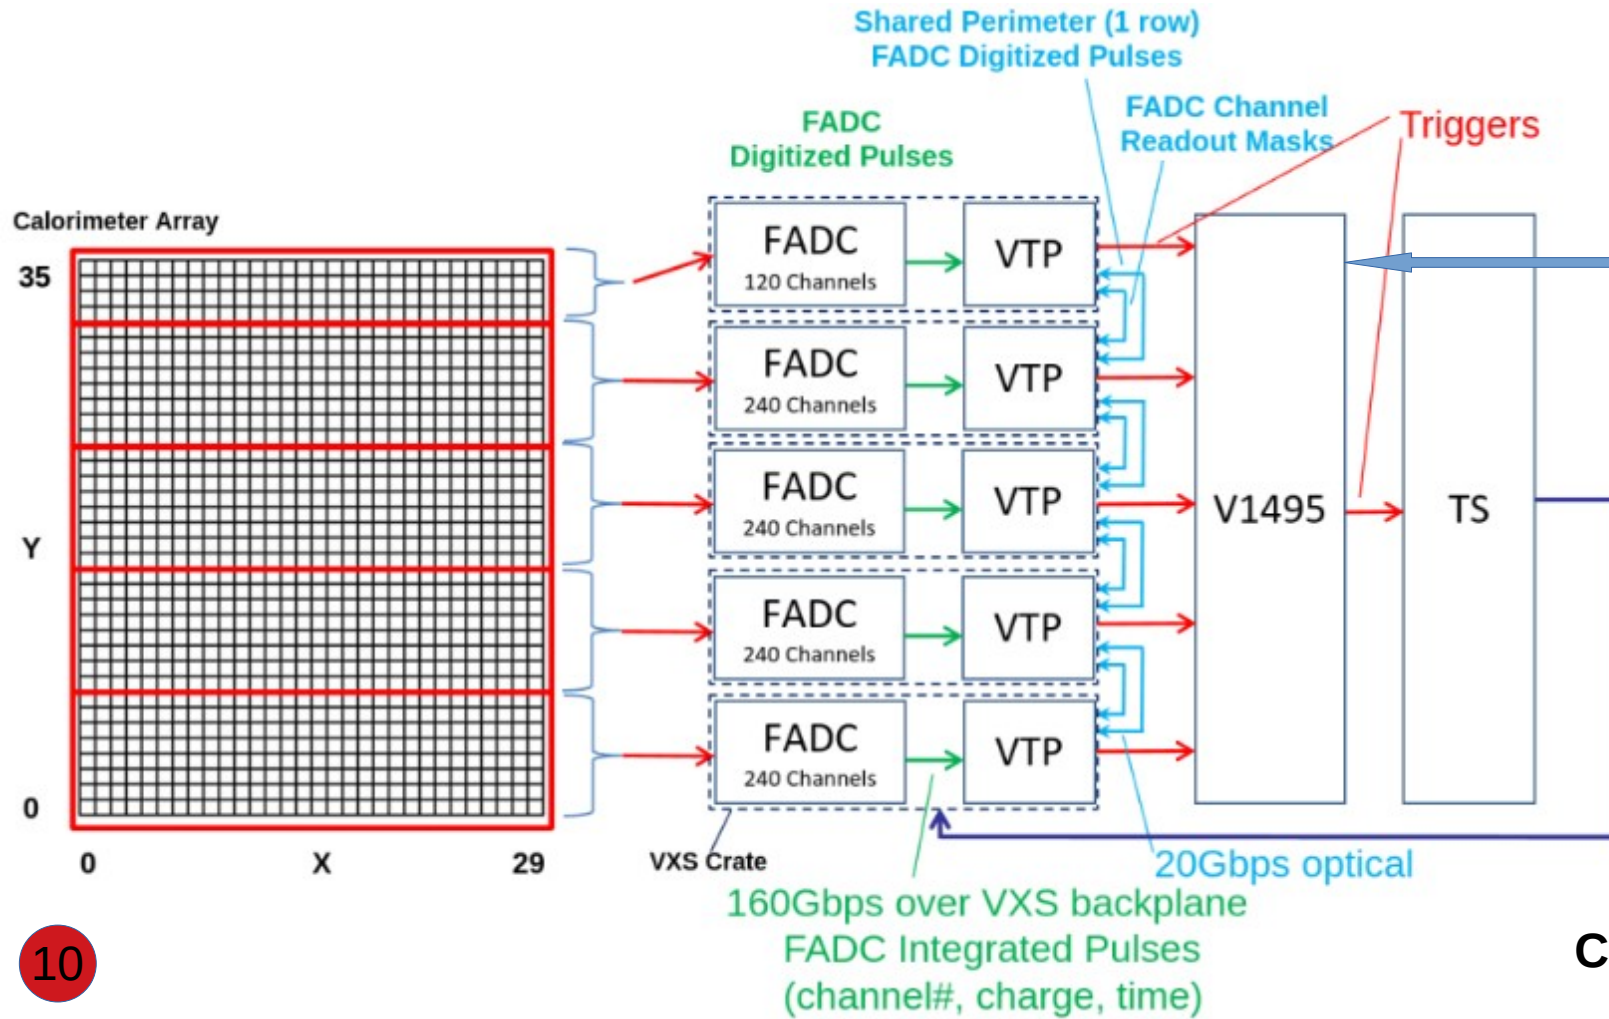 Shared Perimeter (1 row)
FADC Digitized Pulses
FADC Channel
Readout Masks
Triggers
FADC
Digitized Pulses
Calorimeter Array
35
Y
0
0 X 29
FADC
120 Channels
VTP
FADC
240 Channels
VTP
FADC
240 Channels
VTP
FADC
240 Channels
VTP
FADC
240 Channels
VTP
V1495
TS
VXS Crate
20Gbps optical
160Gbps over VXS backplane
FADC Integrated Pulses
(channel#, charge, time)
10
C